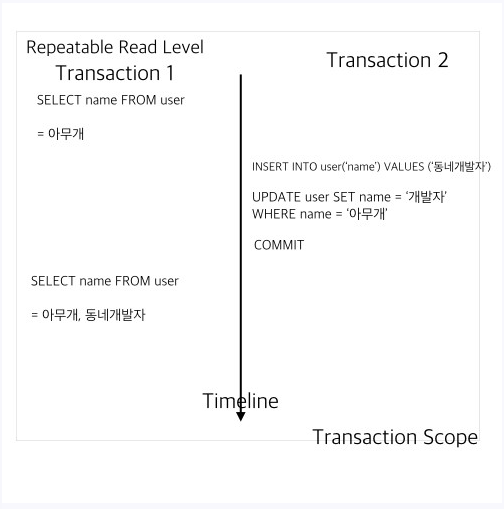 Repeatable Read Level
Transaction 1
Transaction 2
SELECT name FROM user
= 아무개
INSERT INTO user('name') VALUES ('동네개발자')
UPDATE user SET name = '개발자'
WHERE name = '아무개'
COMMIT
SELECT name FROM user
= 아무개, 동네개발자
Timeline
Transaction Scope